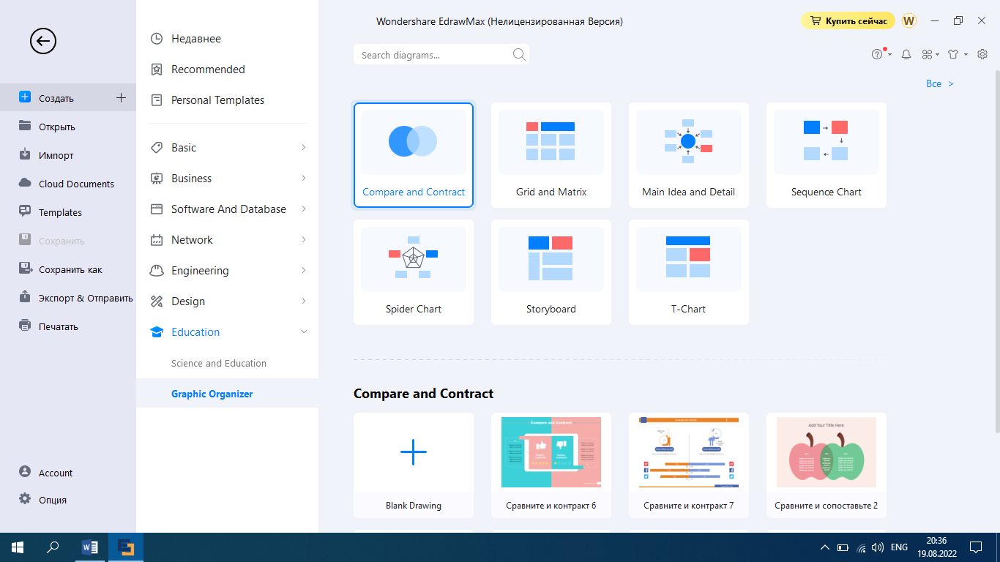 Wondershare EdrawMax (Нелицензированная Версия)
Купить сейчас
W
Создать
Открыть
Импорт
Cloud Documents
Templates
Сохранить
Сохранить как
Экспорт & Отправить
Печатать
Account
Опция
Недавнее
Recommended
Personal Templates
Basic
Business
Software And Database
Network
Engineering
Design
Education
Science and Education
Graphic Organizer
Search diagrams...
Все >
Compare and Contract
Grid and Matrix
Main Idea and Detail
Sequence Chart
Spider Chart
Storyboard
T-Chart
Compare and Contract
Blank Drawing
Compare and Contract
Сравните и контракт 6
Сравните и контракт 7
Add Your Title Here
Сравните и сопоставьте 2
ENG
20:36
19.08.2022